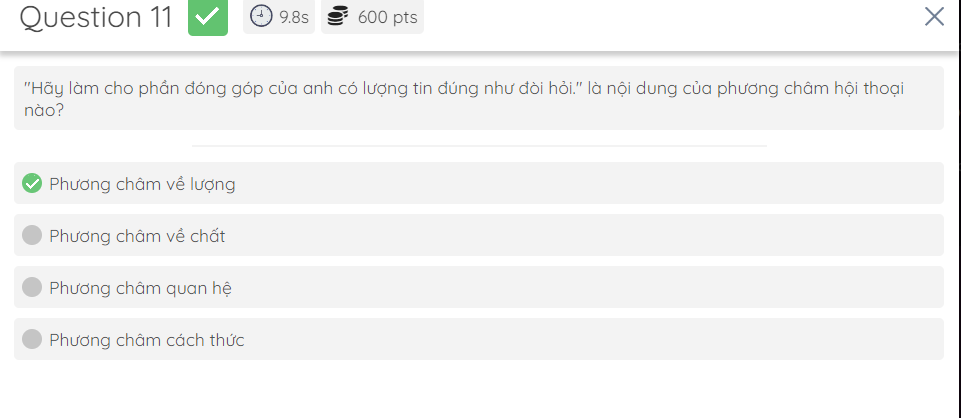 Question 11
9.8s
600 pts
"Hãy làm cho phần đóng góp của anh có lượng tin đúng như đòi hỏi." là nội dung của phương châm hội thoại
nào?
Phương châm về lượng
Phương châm về chất
Phương châm quan hệ
Phương châm cách thức